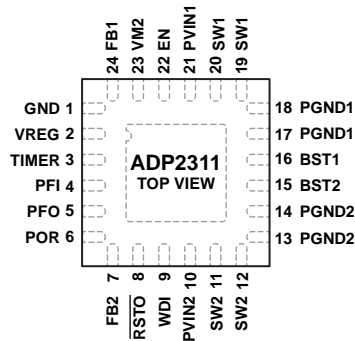 24 FB1
23 VM2
22 EN
21 PVIN1
20 SW1
19 SW1
GND 1
VREG 2
TIMER 3
PFI 4
PFO 5
POR 6
ADP2311
TOP VIEW
18 PGND1
17 PGND1
16 BST1
15 BST2
14 PGND2
13 PGND2
FB2 7
RSTO 8
WDI 9
PVIN2 10
SW2 11
SW2 12